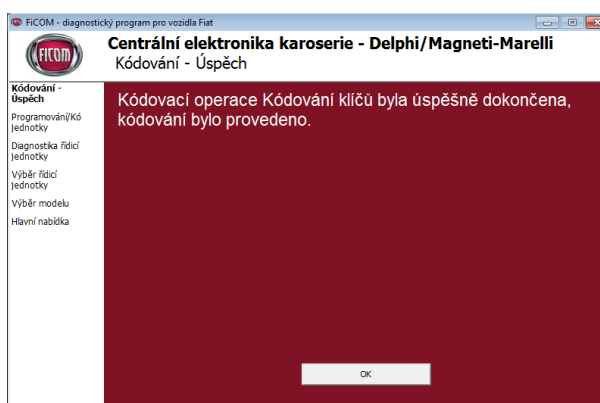 FiCOM - diagnostický program pro vozidla Fiat
FICOM
Centrální elektronika karoserie - Delphi/Magneti-Marelli
Kódování - Úspěch
Kódování -
Úspěch
Programování/Kó
jednotky
Diagnostika řídicí
jednotky
Výběr řídicí
jednotky
Výběr modelu
Hlavní nabídka
Kódovací operace Kódování klíčů byla úspěšně dokončena,
kódování bylo provedeno.
OK